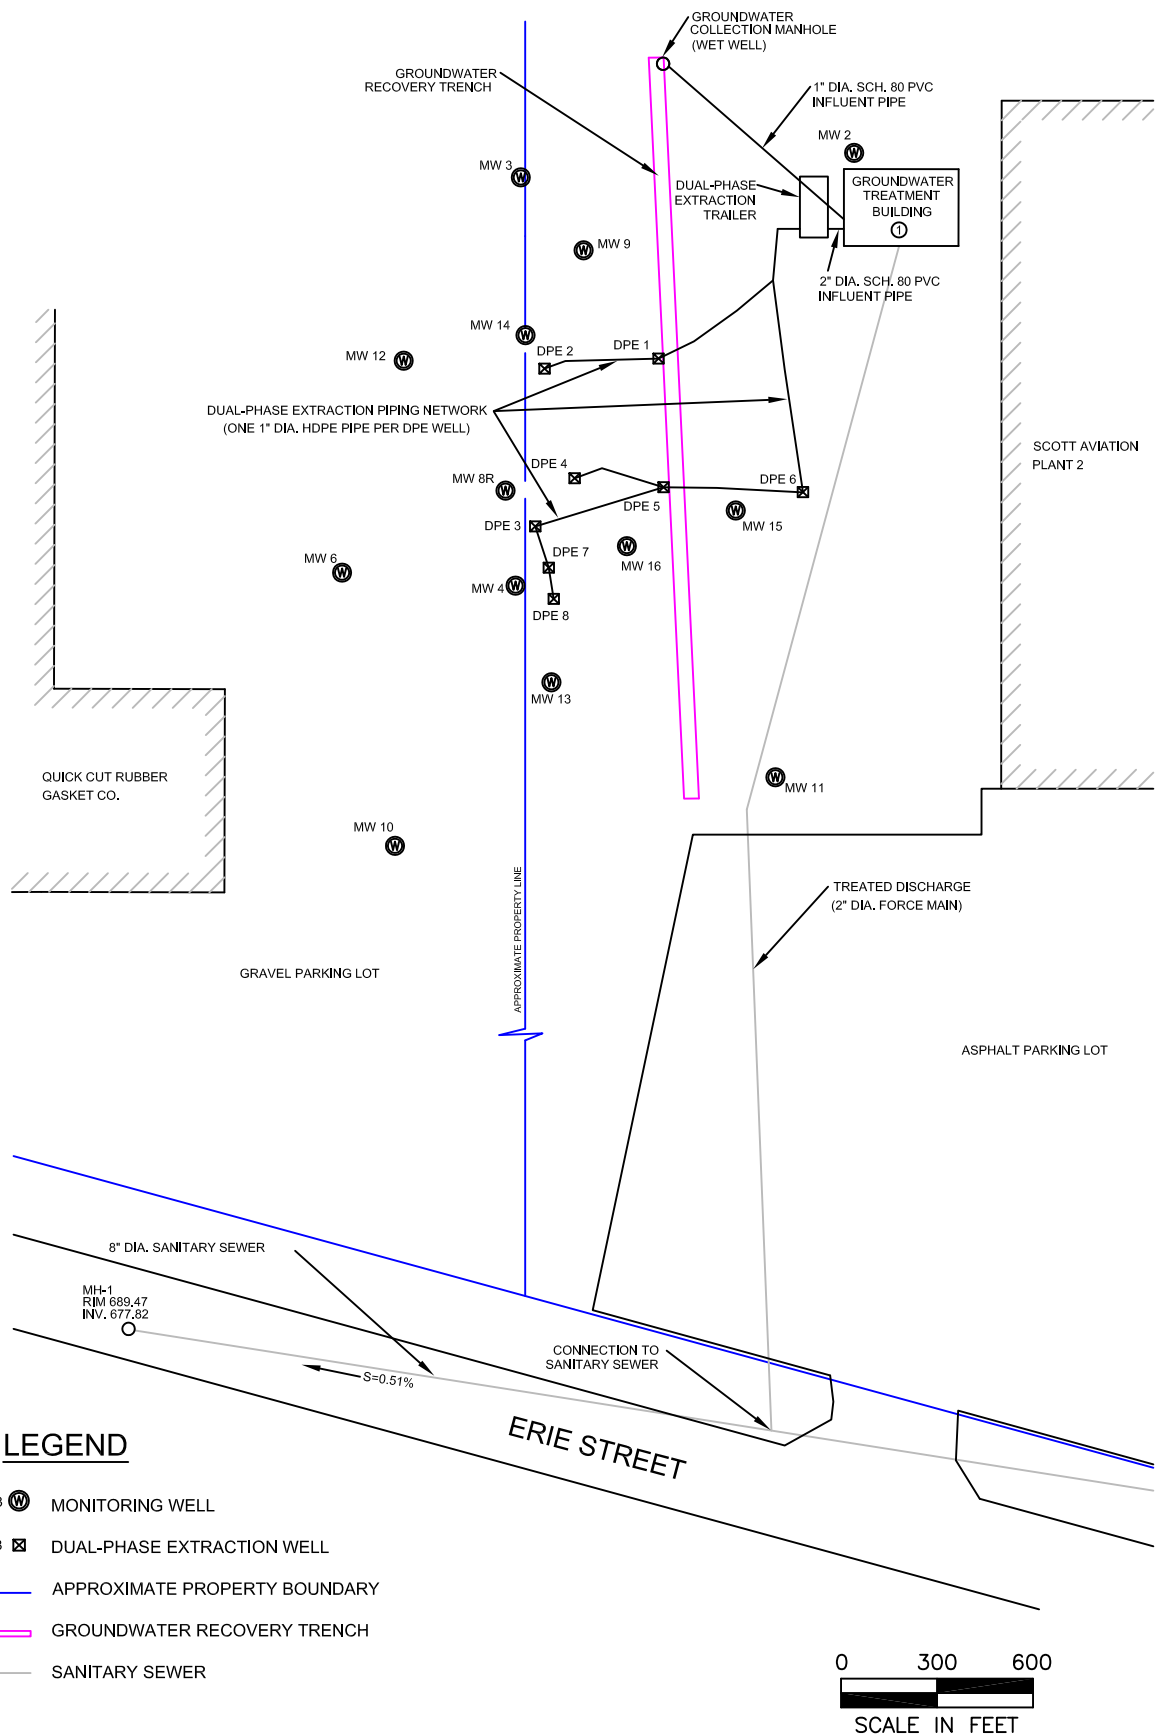 GROUNDWATER
COLLECTION MANHOLE
(WET WELL)
GROUNDWATER
RECOVERY TRENCH
1" DIA. SCH. 80 PVC
INFLUENT PIPE
MW 2
MW 3
DUAL-PHASE
EXTRACTION
TRAILER
GROUNDWATER
TREATMENT
BUILDING
1
MW 9
2" DIA. SCH. 80 PVC
INFLUENT PIPE
MW 14
MW 12
DPE 2
DPE 1
DUAL-PHASE EXTRACTION PIPING NETWORK
(ONE 1" DIA. HDPE PIPE PER DPE WELL)
SCOTT AVIATION
PLANT 2
DPE 4
MW 8R
DPE 6
DPE 5
DPE 3
MW 15
DPE 7
MW 16
MW 6
MW 4
DPE 8
MW 13
QUICK CUT RUBBER
GASKET CO.
MW 11
MW 10
APPROXIMATE PROPERTY LINE
TREATED DISCHARGE
(2" DIA. FORCE MAIN)
GRAVEL PARKING LOT
ASPHALT PARKING LOT
8" DIA. SANITARY SEWER
MH-1
RIM 689.47
INV. 677.82
CONNECTION TO
SANITARY SEWER
S=0.51%
ERIE STREET
LEGEND
W MONITORING WELL
DUAL-PHASE EXTRACTION WELL
APPROXIMATE PROPERTY BOUNDARY
GROUNDWATER RECOVERY TRENCH
SANITARY SEWER
0 300 600
SCALE IN FEET